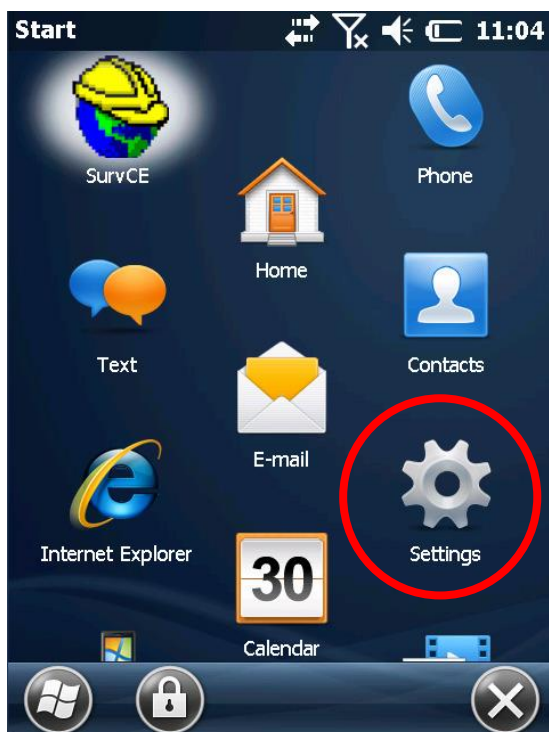 Start 11:04
SurvCE
Phone
Home
Text
Contacts
E-mail
Internet Explorer
Settings
30
Calendar